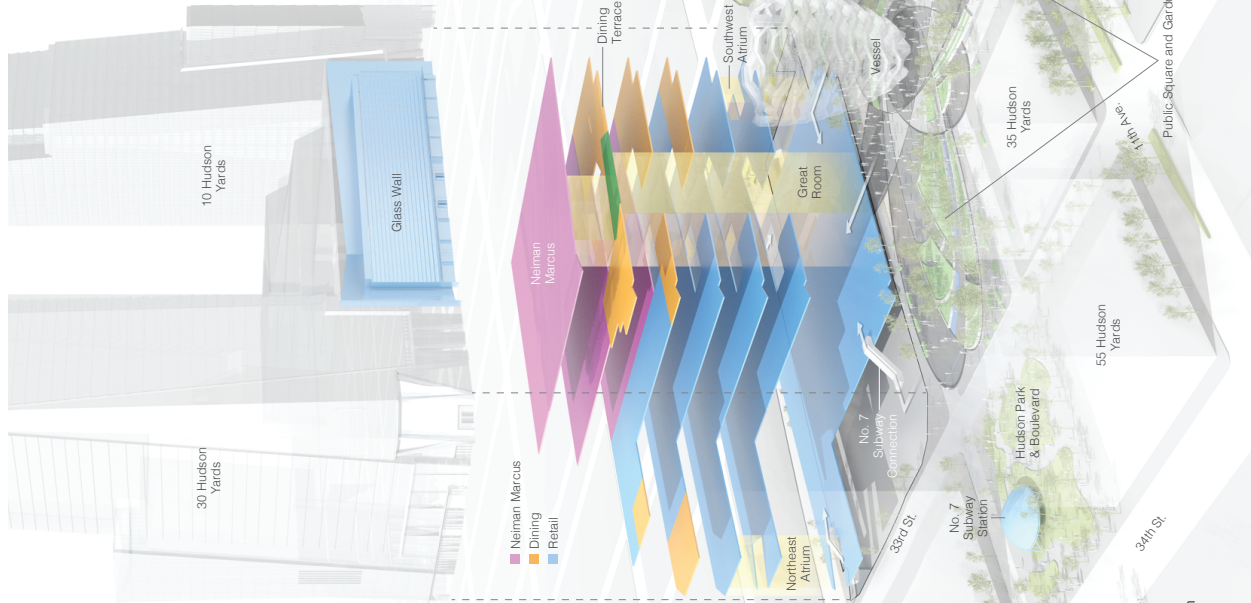 10 Hudson
Yards
30 Hudson
Yards
Glass Wall
Neiman
Marcus
Dining
Terrace
Southwest
Atrium
Vessel
Great
Room
Neiman Marcus
Dining
Retail
Northeast
Atrium
No. 7
Subway
Connection
33rd St.
No. 7
Subway
Station
Hudson Park
& Boulevard
34th St.
55 Hudson
Yards
35 Hudson
Yards
11th Ave.
Public Square and Garde
n